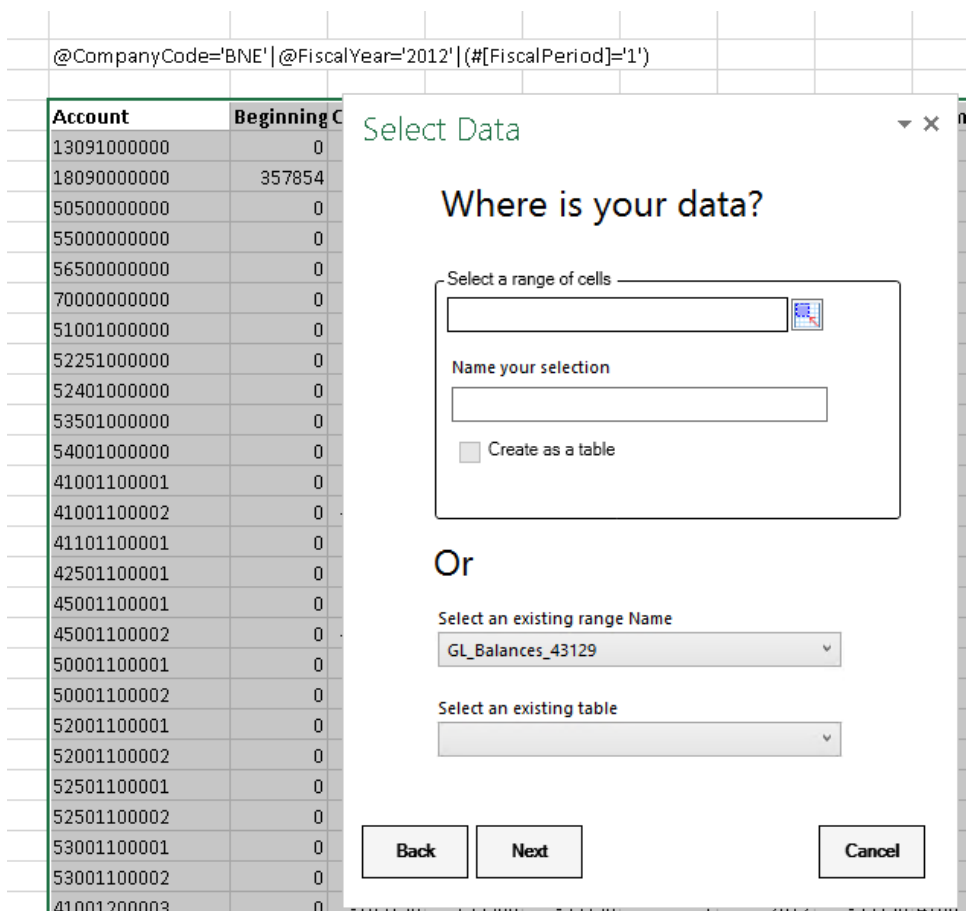 @CompanyCode='BNE'|@FiscalYear='2012'|(#[FiscalPeriod]='1')
Account Beginning C
13091000000 0
18090000000 357854
50500000000 0
55000000000 0
56500000000 0
70000000000 0
51001000000 0
52251000000 0
52401000000 0
53501000000 0
54001000000 0
41001100001 0
41001100002 0 -
41101100001 0
42501100001 0
45001100001 0
45001100002 0 -
50001100001 0
50001100002 0
52001100001 0
52001100002 0
52501100001 0
52501100002 0
53001100001 0
53001100002 0
41001200003 0
Select Data
Where is your data?
Select a range of cells
Name your selection
Create as a table
Or
Select an existing range Name
GL_Balances_43129
Select an existing table
Back Next Cancel